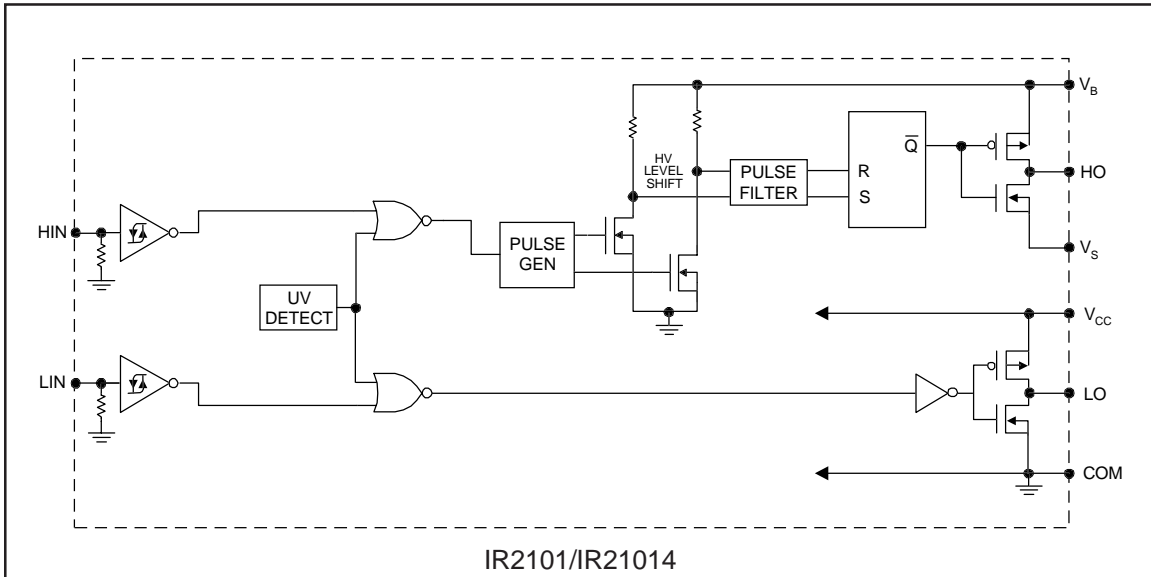 V_B
HV
LEVEL
SHIFT
Q̅
PULSE
FILTER
R
S
HO
HIN
PULSE
GEN
V_S
UV
DETECT
V_CC
LIN
LO
COM
IR2101/IR21014